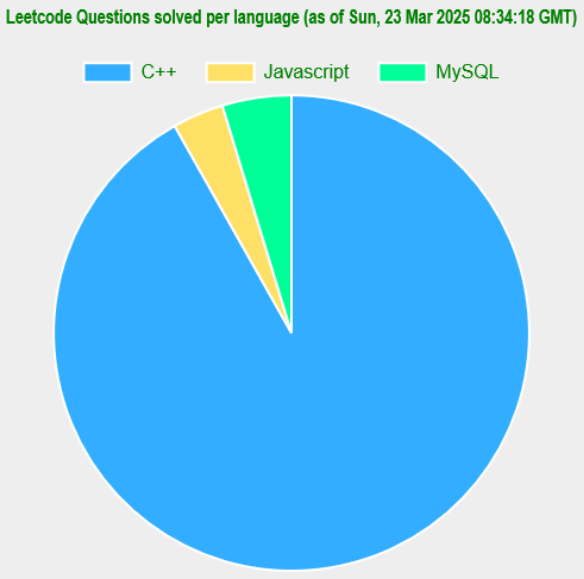 Leetcode Questions solved per language (as of Sun, 23 Mar 2025 08:34:18 GMT)
C++ Javascript MySQL